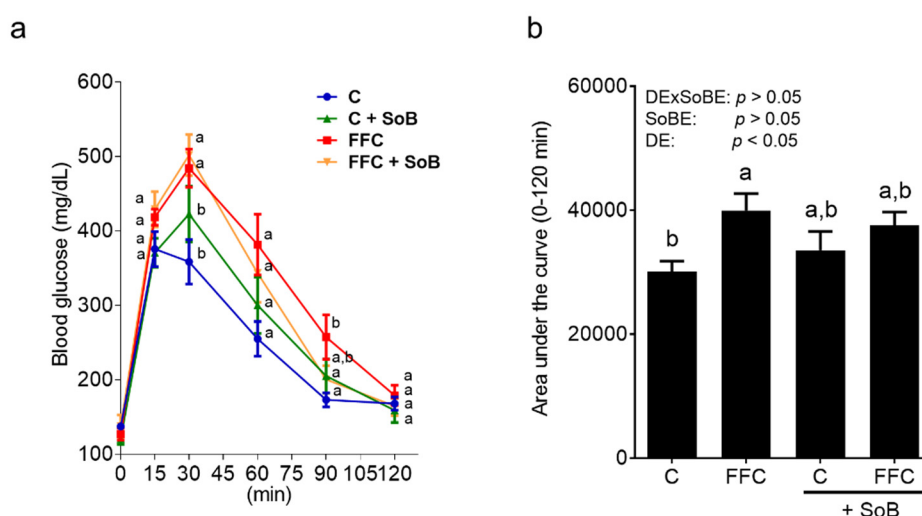 a
600
500
400
300
200
100
Blood glucose (mg/dL)
C
C + SoB
FFC
FFC + SoB
a
a
a
a
a
b
b
a
a
a
a
b
a,b
a
a
a
a
a
a
0 15 30 45 60 75 90 105 120
(min)
b
60000
40000
20000
0
Area under the curve (0-120 min)
DExSoBE: p > 0.05
SoBE: p > 0.05
DE: p < 0.05
b
a
a,b
a,b
C FFC C FFC
+ SoB